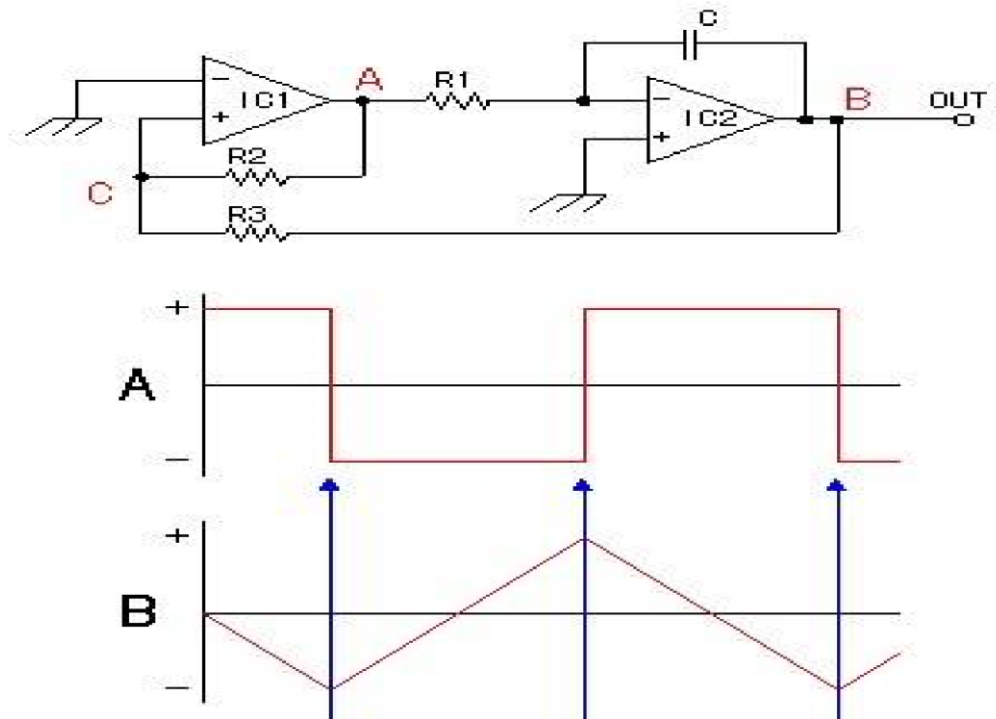 C
A
R1
-
IC1
+
-
IC2
+
B
OUT
R2
C
R3
+
A
-
+
B
-